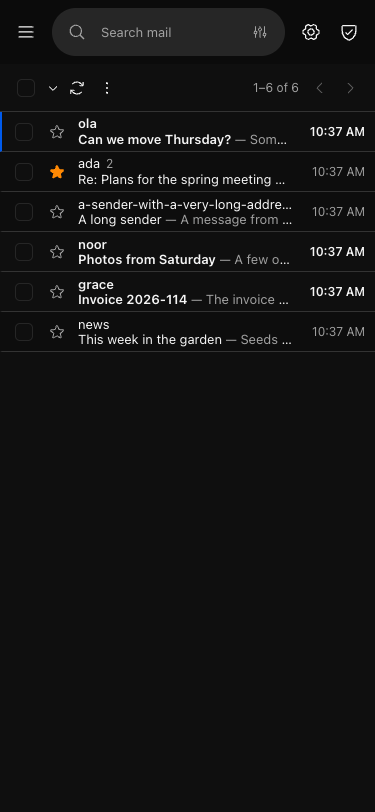 Search mail
1–6 of 6
ola
Can we move Thursday? — Som...
10:37 AM
ada 2
Re: Plans for the spring meeting ...
10:37 AM
a-sender-with-a-very-long-addre...
A long sender — A message from ...
10:37 AM
noor
Photos from Saturday — A few o...
10:37 AM
grace
Invoice 2026-114 — The invoice ...
10:37 AM
news
This week in the garden — Seeds ...
10:37 AM